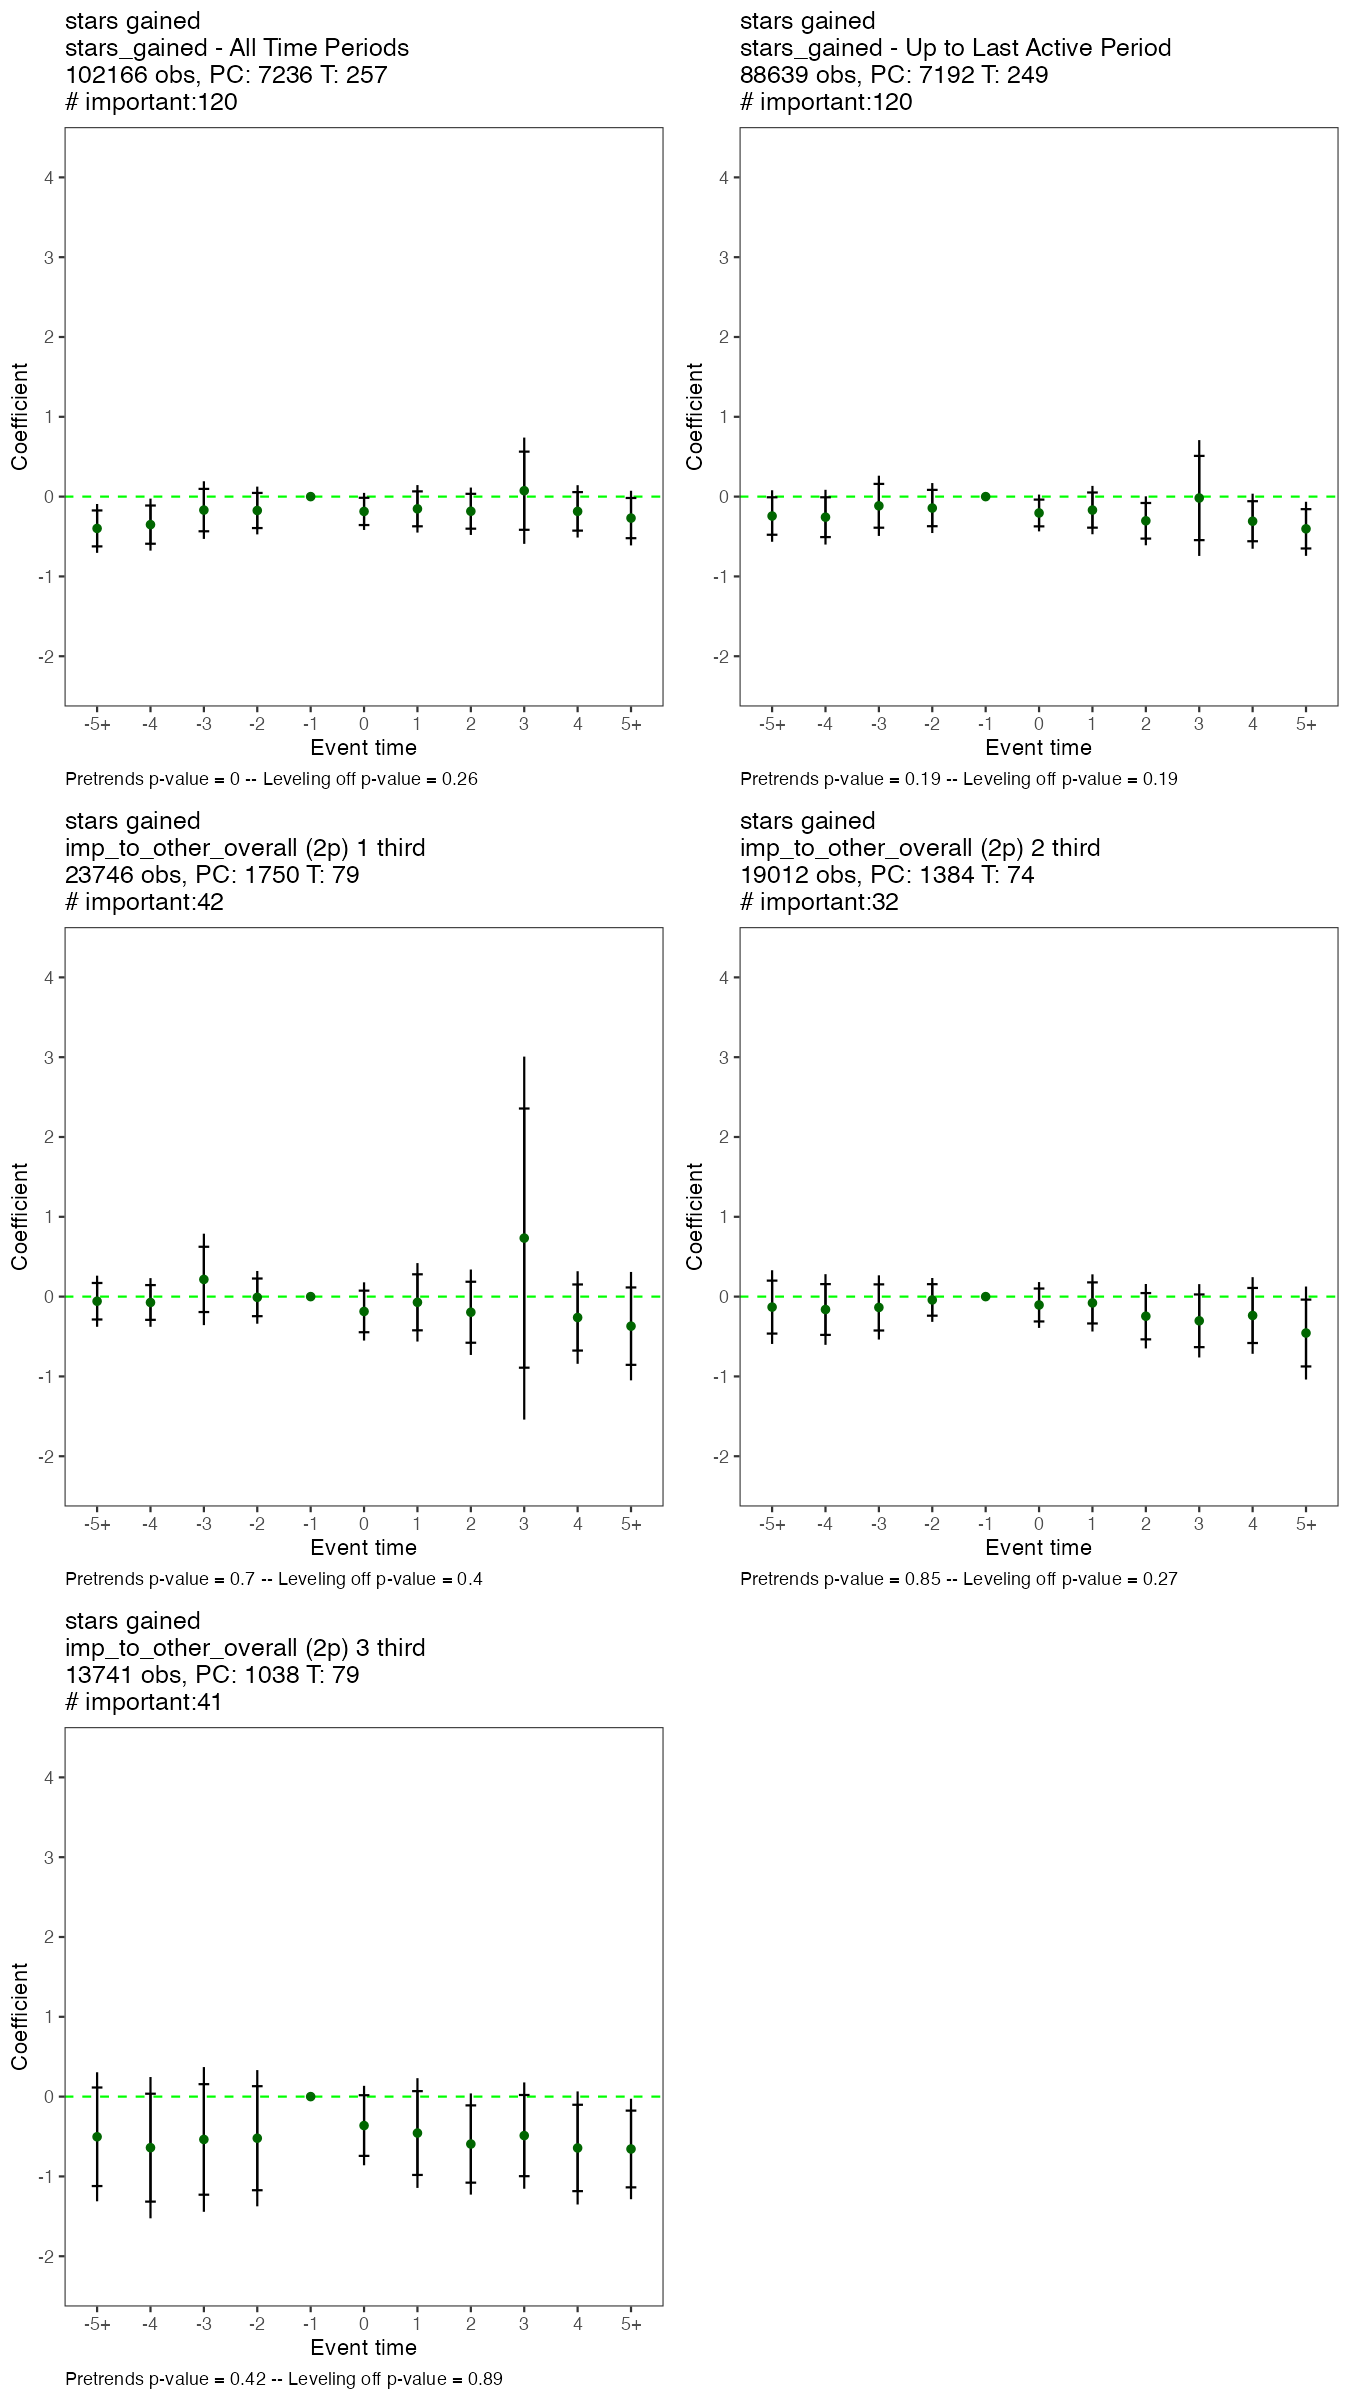 stars gained
stars_gained - All Time Periods
102166 obs, PC: 7236 T: 257
# important:120
4
3
2
1
0
-1
-2
Coefficient
-5+ -4 -3 -2 -1 0 1 2 3 4 5+
Event time
Pretrends p-value = 0 -- Leveling off p-value = 0.26
stars gained
stars_gained - Up to Last Active Period
88639 obs, PC: 7192 T: 249
# important:120
4
3
2
1
0
-1
-2
Coefficient
-5+ -4 -3 -2 -1 0 1 2 3 4 5+
Event time
Pretrends p-value = 0.19 -- Leveling off p-value = 0.19
stars gained
imp_to_other_overall (2p) 1 third
23746 obs, PC: 1750 T: 79
# important:42
4
3
2
1
0
-1
-2
Coefficient
-5+ -4 -3 -2 -1 0 1 2 3 4 5+
Event time
Pretrends p-value = 0.7 -- Leveling off p-value = 0.4
stars gained
imp_to_other_overall (2p) 2 third
19012 obs, PC: 1384 T: 74
# important:32
4
3
2
1
0
-1
-2
Coefficient
-5+ -4 -3 -2 -1 0 1 2 3 4 5+
Event time
Pretrends p-value = 0.85 -- Leveling off p-value = 0.27
stars gained
imp_to_other_overall (2p) 3 third
13741 obs, PC: 1038 T: 79
# important:41
4
3
2
1
0
-1
-2
Coefficient
-5+ -4 -3 -2 -1 0 1 2 3 4 5+
Event time
Pretrends p-value = 0.42 -- Leveling off p-value = 0.89